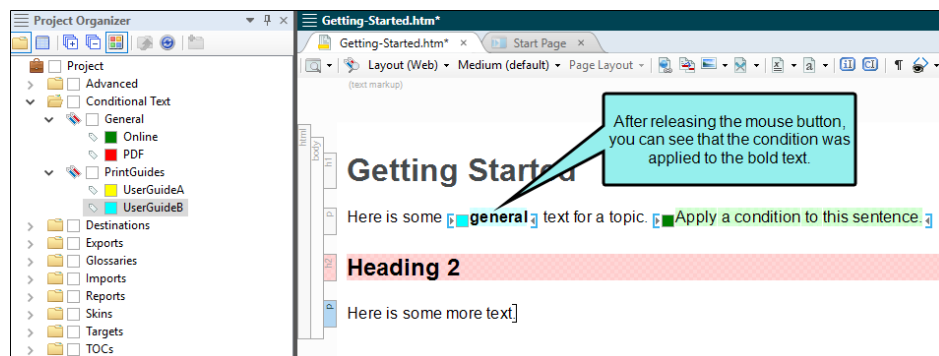 Project Organizer
Getting-Started.htm*
Getting-Started.htm* ×
Start Page ×
Layout (Web)
Medium (default)
Page Layout
(text markup)
Project
Advanced
Conditional Text
General
Online
PDF
PrintGuides
UserGuideA
UserGuideB
Destinations
Exports
Glossaries
Imports
Reports
Skins
Targets
TOCs
html
body
h1
p
h2
p
After releasing the mouse button,
you can see that the condition was
applied to the bold text.
Getting Started
Here is some general text for a topic. Apply a condition to this sentence.
Heading 2
Here is some more text.